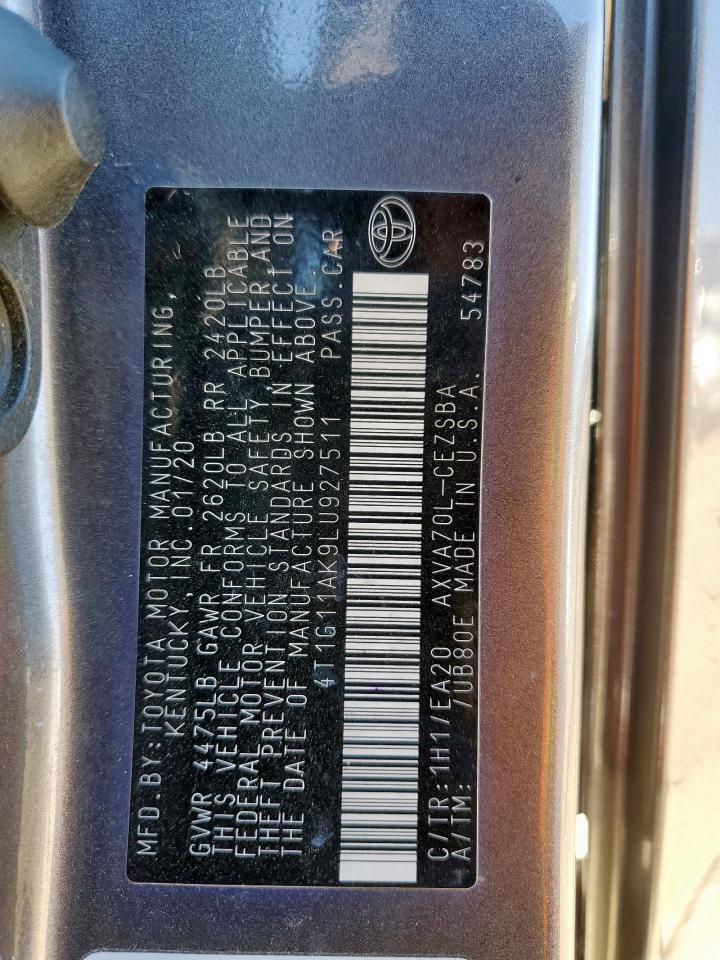 MFD. BY: TOYOTA MOTOR MANUFACTURING,
KENTUCKY, INC. 01/20
GVWR 4475LB GAWR FR 2620LB RR 2420LB
THIS VEHICLE CONFORMS TO ALL APPLICABLE
FEDERAL MOTOR VEHICLE SAFETY, BUMPER, AND
THEFT PREVENTION STANDARDS IN EFFECT ON
THE DATE OF MANUFACTURE SHOWN ABOVE.
4T1G11AK9LU927511 PASS. CAR
C/TR: 1H1/EA20 AXVA70L-CEZSBA
A/TM: /UB80E MADE IN U.S.A. 54783